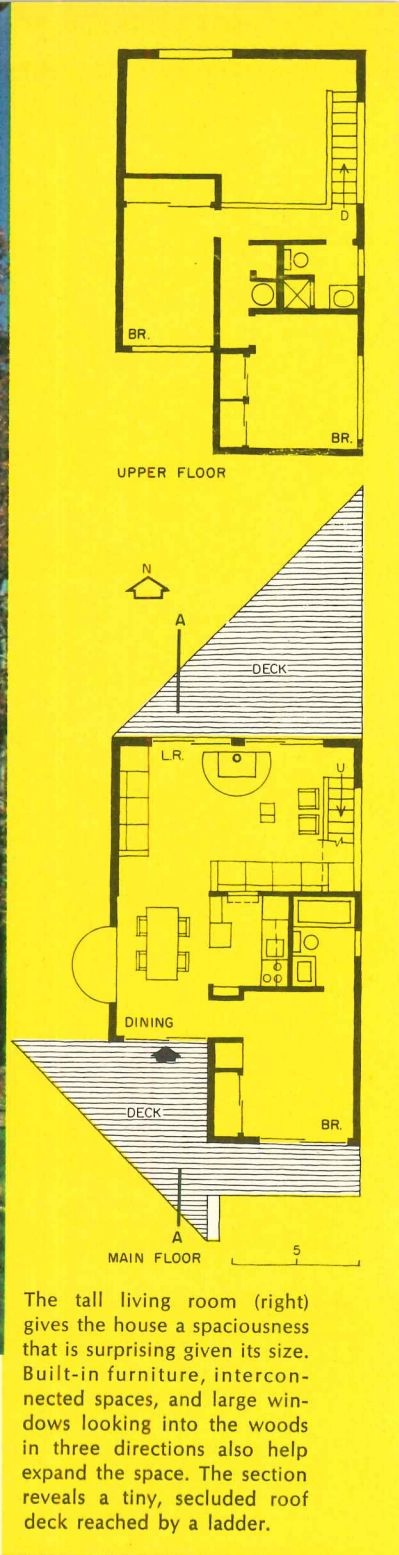 D
BR.
BR.
UPPER FLOOR
N
A
DECK
L.R.
U
DINING
DECK
BR.
A
MAIN FLOOR
5
The tall living room (right)
gives the house a spaciousness
that is surprising given its size.
Built-in furniture, intercon-
nected spaces, and large win-
dows looking into the woods
in three directions also help
expand the space. The section
reveals a tiny, secluded roof
deck reached by a ladder.